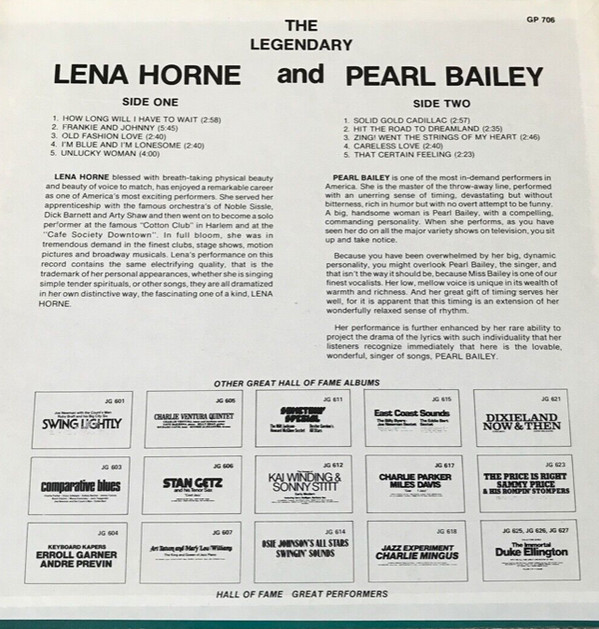 THE
GP 706
LEGENDARY
LENA HORNE and PEARL BAILEY
SIDE ONE
1. HOW LONG WILL I HAVE TO WAIT (2:58)
2. FRANKIE AND JOHNNY (5:45)
3. OLD FASHION LOVE (2:40)
4. I'M BLUE AND I'M LONESOME (2:40)
5. UNLUCKY WOMAN (4:00)
LENA HORNE blessed with breath-taking physical beauty
and beauty of voice to match, has enjoyed a remarkable career
as one of America's most exciting performers. She served her
apprenticeship with the famous orchestra's of Noble Sissle,
Dick Barnett and Arty Shaw and then went on to become a solo
performer at the famous "Cotton Club" in Harlem and at the
"Cafe Society Downtown". In full bloom, she was in
tremendous demand in the finest clubs, stage shows, motion
pictures and broadway musicals. Lena's performance on this
record contains the same electrifying quality, that is the
trademark of her personal appearances, whether she is singing
simple tender spirituals, or other songs, they are all dramatized
in her own distinctive way, the fascinating one of a kind, LENA
HORNE.
SIDE TWO
1. SOLID GOLD CADILLAC (2:57)
2. HIT THE ROAD TO DREAMLAND (2:35)
3. ZING! WENT THE STRINGS OF MY HEART (2:46)
4. CARELESS LOVE (2:40)
5. THAT CERTAIN FEELING (2:23)
PEARL BAILEY is one of the most in-demand performers in
America. She is the master of the throw-away line, performed
with an unerring sense of timing, devastating but without
bitterness, rich in humor but with no overt attempt to be funny.
A big, handsome woman is Pearl Bailey, with a compelling,
commanding personality. When she performs, as you have
seen her do on all the major variety shows on television, you sit
up and take notice.
Because you have been overwhelmed by her big, dynamic
personality, you might overlook Pearl Bailey, the singer, and
that isn't the way it should be, because Miss Bailey is one of our
finest vocalists. Her low, mellow voice is unique in its wealth of
warmth and richness. And her great gift of timing serves her
well, for it is apparent that this timing is an extension of her
wonderfully relaxed sense of rhythm.
Her performance is further enhanced by her rare ability to
project the drama of the lyrics with such individuality that her
listeners recognize immediately that here is the lovable,
wonderful, singer of songs, PEARL BAILEY.
OTHER GREAT HALL OF FAME ALBUMS
JG 601
SWING LIGHTLY
JG 605
CHARLIE VENTURA QUINTET
JG 611
SOMETHIN'
SPECIAL
JG 615
East Coast Sounds
JG 621
DIXIELAND
NOW & THEN
JG 603
comparative blues
JG 606
STAN GETZ
and his Tenor Sax
JG 612
KAI WINDING &
SONNY STITT
JG 617
CHARLIE PARKER
MILES DAVIS
JG 623
THE PRICE IS RIGHT
SAMMY PRICE
& HIS ROMPIN' STOMPERS
JG 604
KEYBOARD KAPERS
ERROLL GARNER
ANDRE PREVIN
JG 607
Art Tatum and Mary Lou Williams
JG 614
OSIE JOHNSON'S ALL STARS
SWINGIN' SOUNDS
JG 618
JAZZ EXPERIMENT
CHARLIE MINGUS
JG 625, JG 626, JG 627
The Immortal
Duke Ellington
HALL OF FAME GREAT PERFORMERS